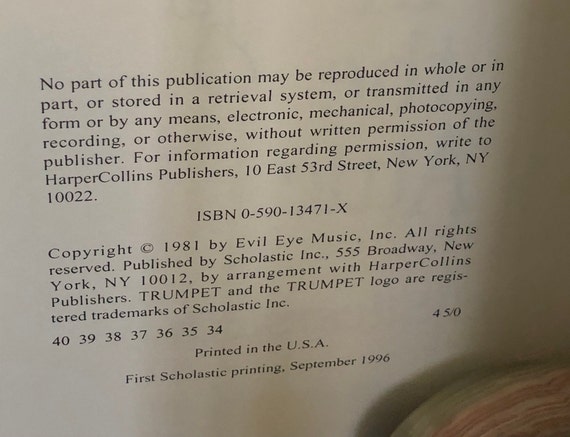 No part of this publication may be reproduced in whole or in
part, or stored in a retrieval system, or transmitted in any
form or by any means, electronic, mechanical, photocopying,
recording, or otherwise, without written permission of the
publisher. For information regarding permission, write to
HarperCollins Publishers, 10 East 53rd Street, New York, NY
10022.
ISBN 0-590-13471-X
Copyright © 1981 by Evil Eye Music, Inc. All rights
reserved. Published by Scholastic Inc., 555 Broadway, New
York, NY 10012, by arrangement with HarperCollins
Publishers. TRUMPET and the TRUMPET logo are regis-
tered trademarks of Scholastic Inc.
40 39 38 37 36 35 34 4 5/0
Printed in the U.S.A.
First Scholastic printing, September 1996